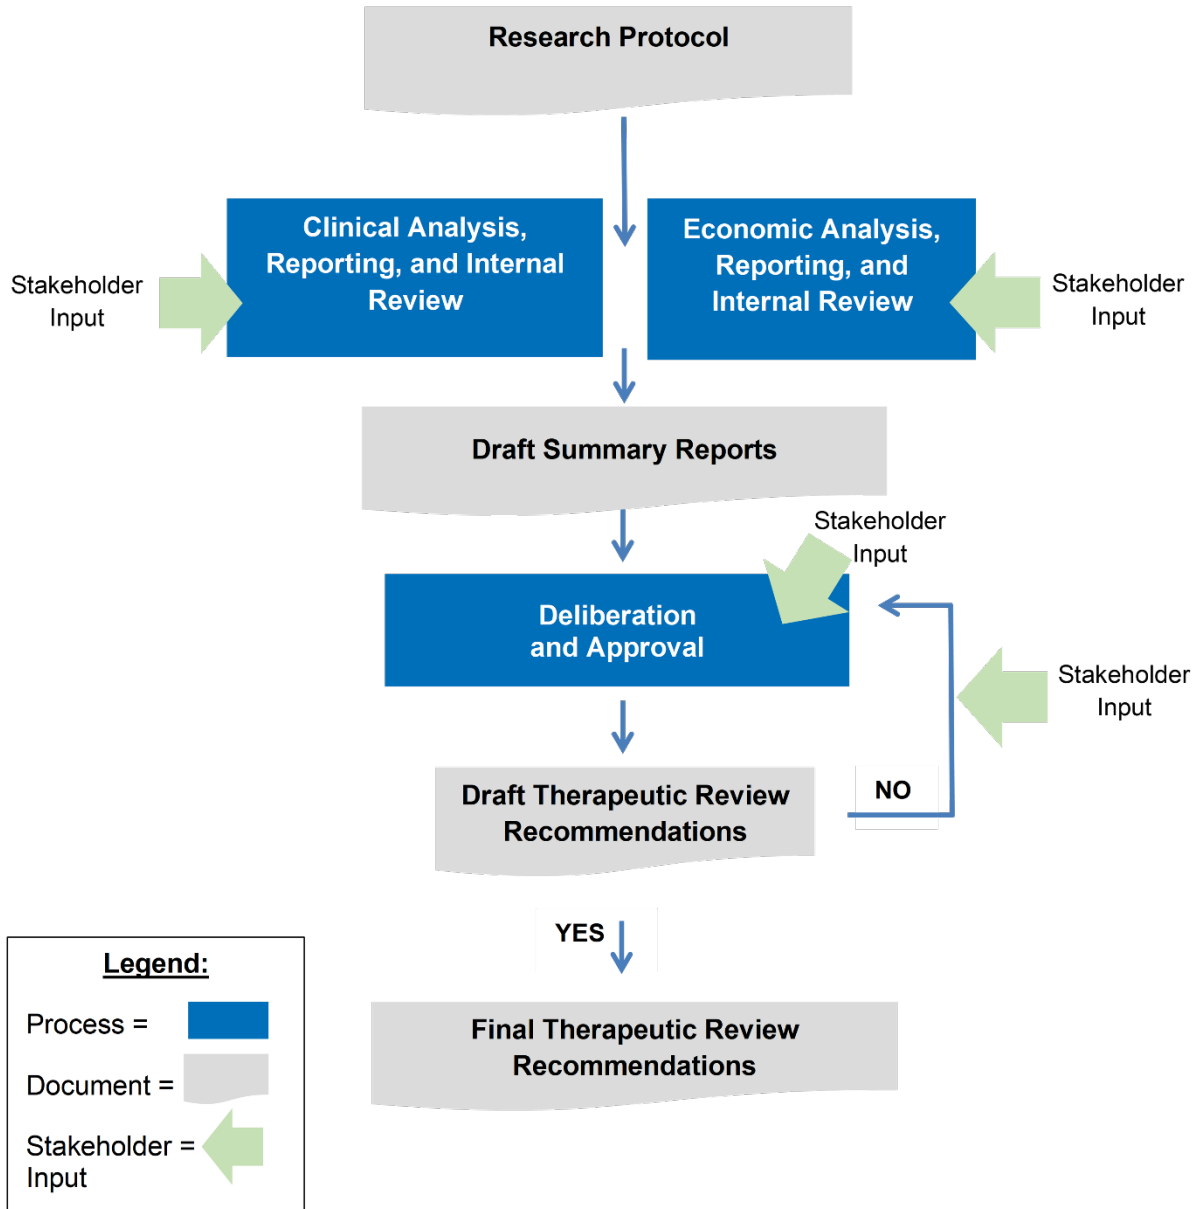 Research Protocol
Clinical Analysis,
Reporting, and Internal
Review
Economic Analysis,
Reporting, and
Internal Review
Stakeholder
Input
Stakeholder
Input
Draft Summary Reports
Stakeholder
Input
Deliberation
and Approval
Stakeholder
Input
Draft Therapeutic Review
Recommendations
NO
YES
Final Therapeutic Review
Recommendations
Legend:
Process =
Document =
Stakeholder =
Input